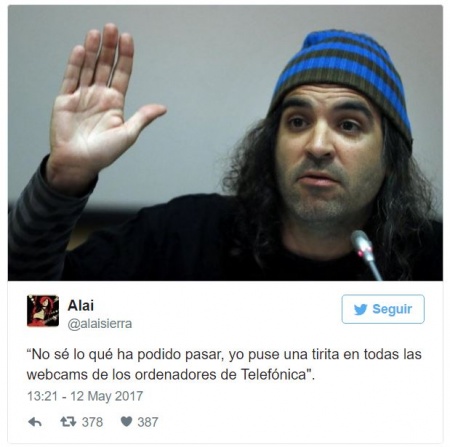 Alai
@alaisierra
Seguir
“No sé lo qué ha podido pasar, yo puse una tirita en todas las
webcams de los ordenadores de Telefónica".
13:21 - 12 May 2017
378 387